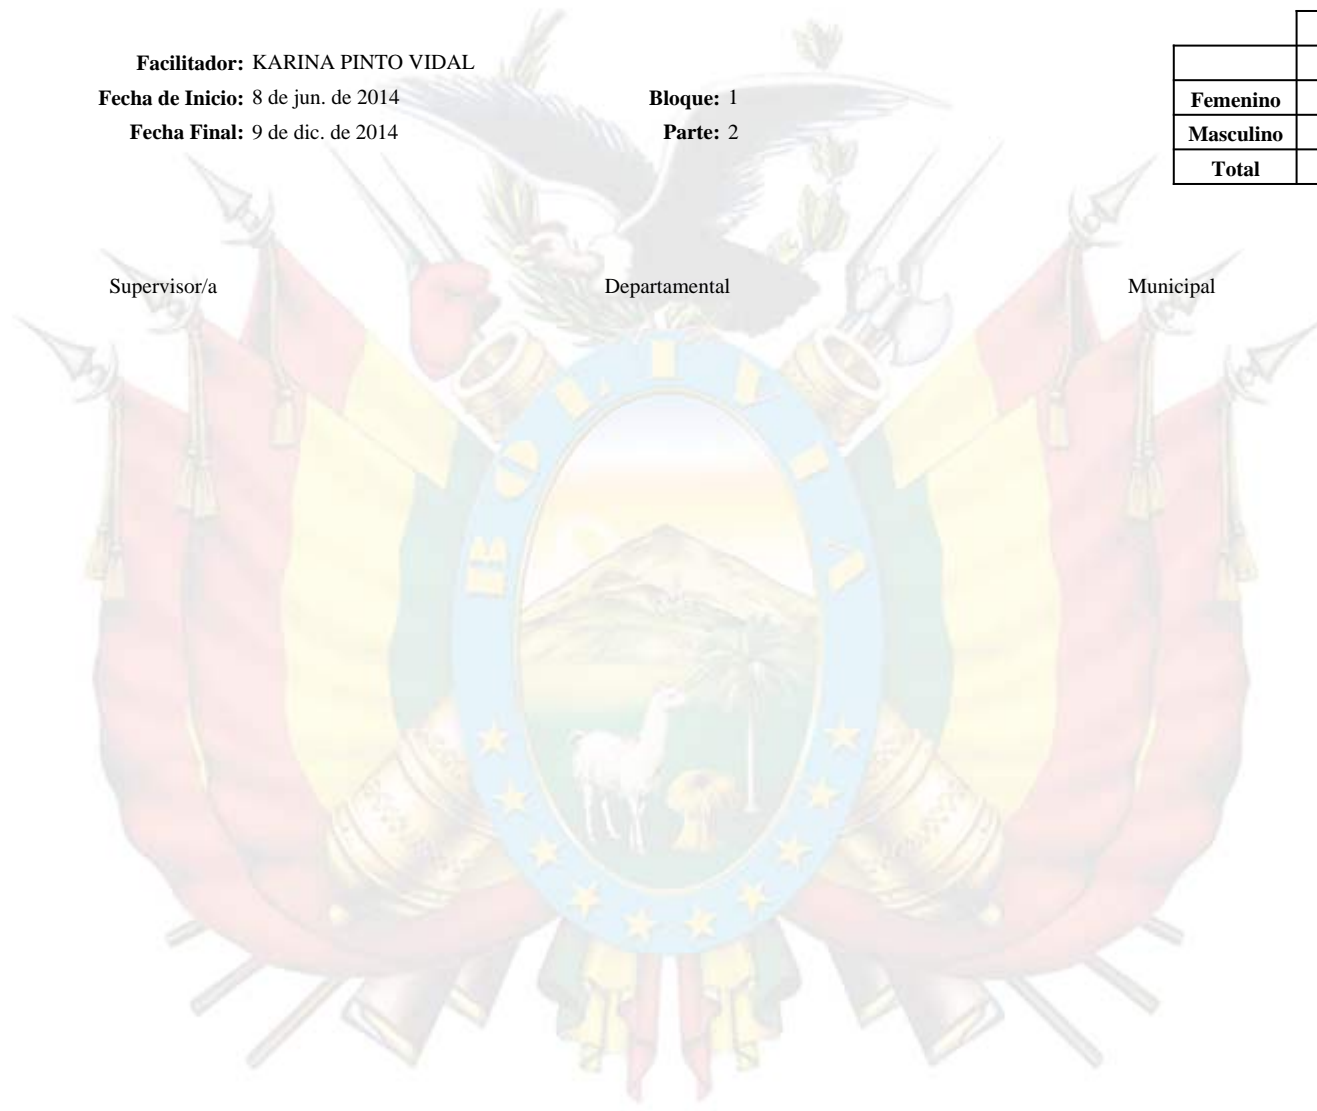 Facilitador: KARINA PINTO VIDAL
Fecha de Inicio: 8 de jun. de 2014 Bloque: 1
Fecha Final: 9 de dic. de 2014 Parte: 2
Femenino
Masculino
Total
Supervisor/a Departamental Municipal
BOLIVIA